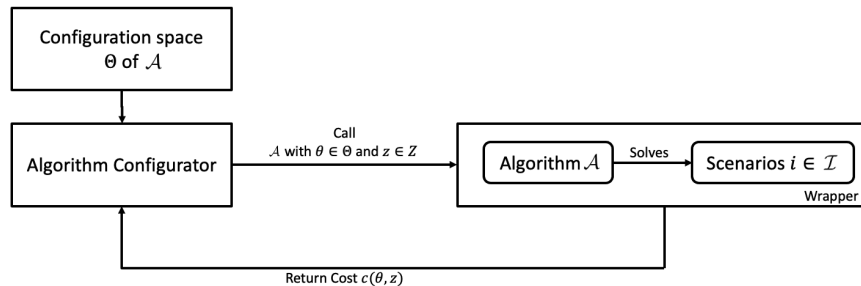 Configuration space
Θ of 𝒜
Call
𝒜 with θ ∈ Θ and z ∈ Z
Algorithm Configurator
Algorithm 𝒜
Solves
Scenarios i ∈ ℐ
Wrapper
Return Cost c(θ, z)